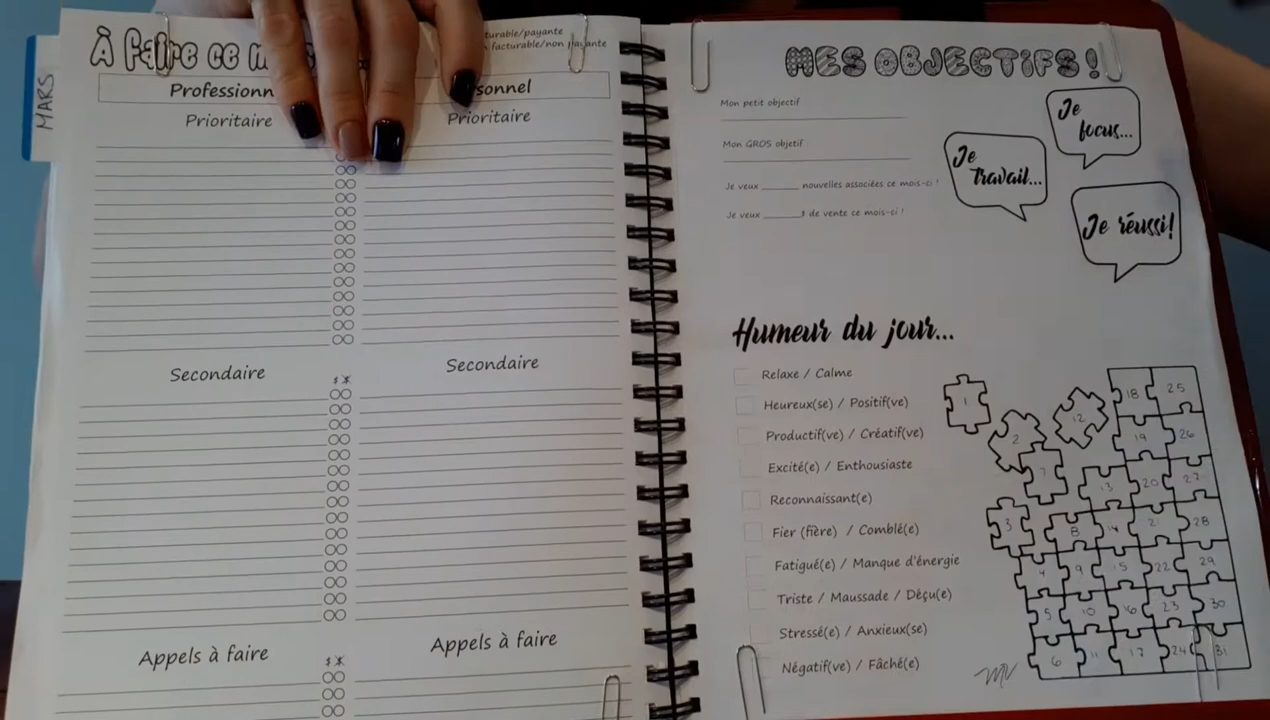 MARS
À faire ce
turable/payante
facturable/non payante
Professionn
sonnel
Prioritaire
Prioritaire
Secondaire
Secondaire
$
Appels à faire
Appels à faire
$
MES OBJECTIFS!
Mon petit objectif
Mon GROS objetif
Je veux ______ nouvelles associées ce mois-ci !
Je veux ______$ de vente ce mois-ci !
Je focus...
Je travail...
Je réussi!
Humeur du jour...
Relaxe / Calme
Heureux(se) / Positif(ve)
Productif(ve) / Créatif(ve)
Excité(e) / Enthousiaste
Reconnaissant(e)
Fier (fière) / Comblé(e)
Fatigué(e) / Manque d'énergie
Triste / Maussade / Déçu(e)
Stressé(e) / Anxieux(se)
Négatif(ve) / Fâché(e)
1 2 12 18 25
19 26
7 13 20 27
3 8 14 21 28
4 9 15 22 29
5 10 16 23 30
6 11 17 24 31